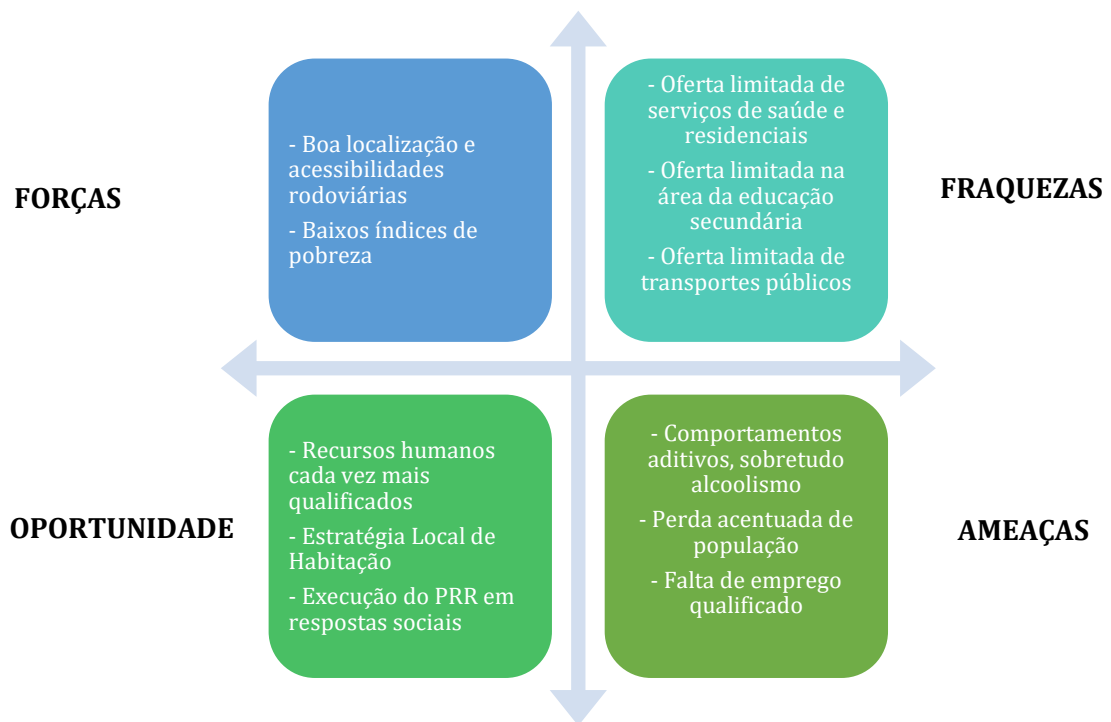 FORÇAS
- Boa localização e
acessibilidades
rodoviárias
- Baixos índices de
pobreza
- Oferta limitada de
serviços de saúde e
residenciais
- Oferta limitada na
área da educação
secundária
- Oferta limitada de
transportes públicos
FRAQUEZAS
OPORTUNIDADE
- Recursos humanos
cada vez mais
qualificados
- Estratégia Local de
Habitação
- Execução do PRR em
respostas sociais
- Comportamentos
aditivos, sobretudo
alcoolismo
- Perda acentuada de
população
- Falta de emprego
qualificado
AMEAÇAS